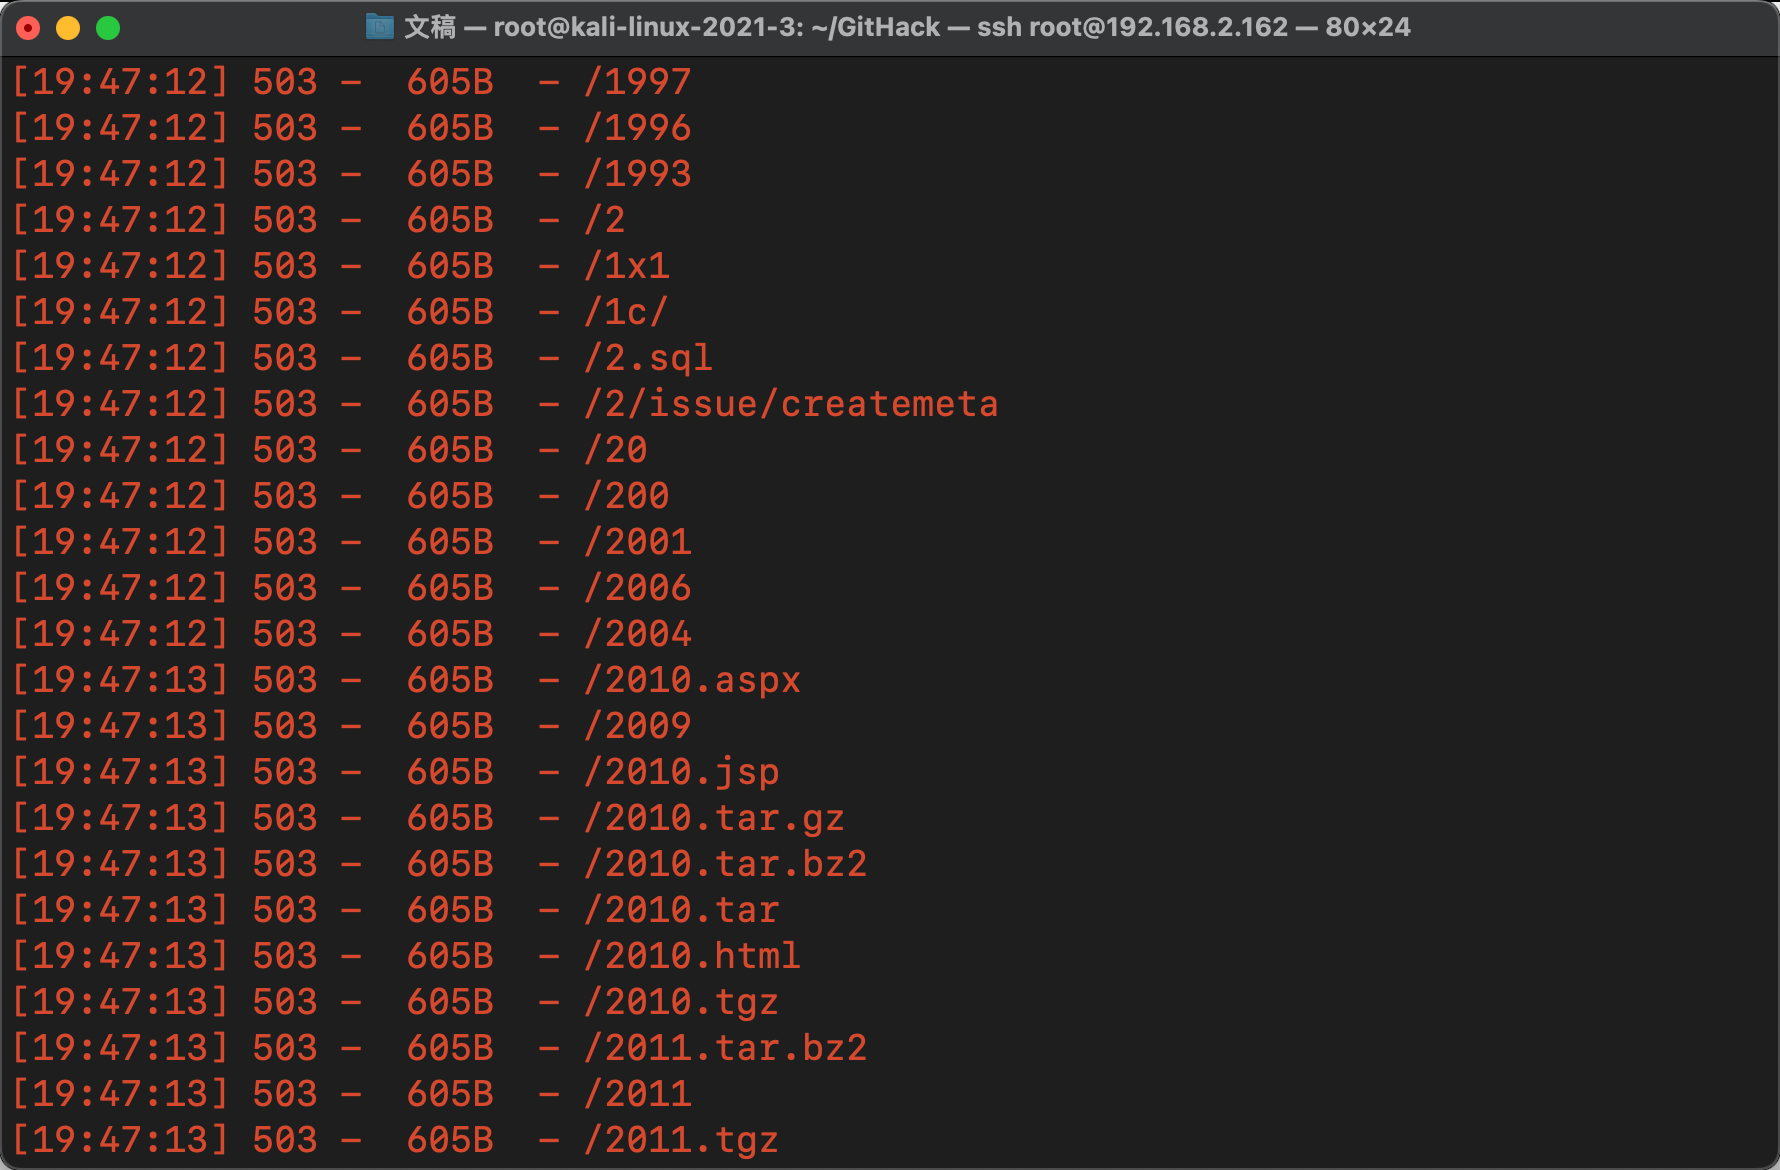 文稿 — root@kali-linux-2021-3: ~/GitHack — ssh root@192.168.2.162 — 80×24
[19:47:12] 503 -  605B  - /1997
[19:47:12] 503 -  605B  - /1996
[19:47:12] 503 -  605B  - /1993
[19:47:12] 503 -  605B  - /2
[19:47:12] 503 -  605B  - /1x1
[19:47:12] 503 -  605B  - /1c/
[19:47:12] 503 -  605B  - /2.sql
[19:47:12] 503 -  605B  - /2/issue/createmeta
[19:47:12] 503 -  605B  - /20
[19:47:12] 503 -  605B  - /200
[19:47:12] 503 -  605B  - /2001
[19:47:12] 503 -  605B  - /2006
[19:47:12] 503 -  605B  - /2004
[19:47:13] 503 -  605B  - /2010.aspx
[19:47:13] 503 -  605B  - /2009
[19:47:13] 503 -  605B  - /2010.jsp
[19:47:13] 503 -  605B  - /2010.tar.gz
[19:47:13] 503 -  605B  - /2010.tar.bz2
[19:47:13] 503 -  605B  - /2010.tar
[19:47:13] 503 -  605B  - /2010.html
[19:47:13] 503 -  605B  - /2010.tgz
[19:47:13] 503 -  605B  - /2011.tar.bz2
[19:47:13] 503 -  605B  - /2011
[19:47:13] 503 -  605B  - /2011.tgz